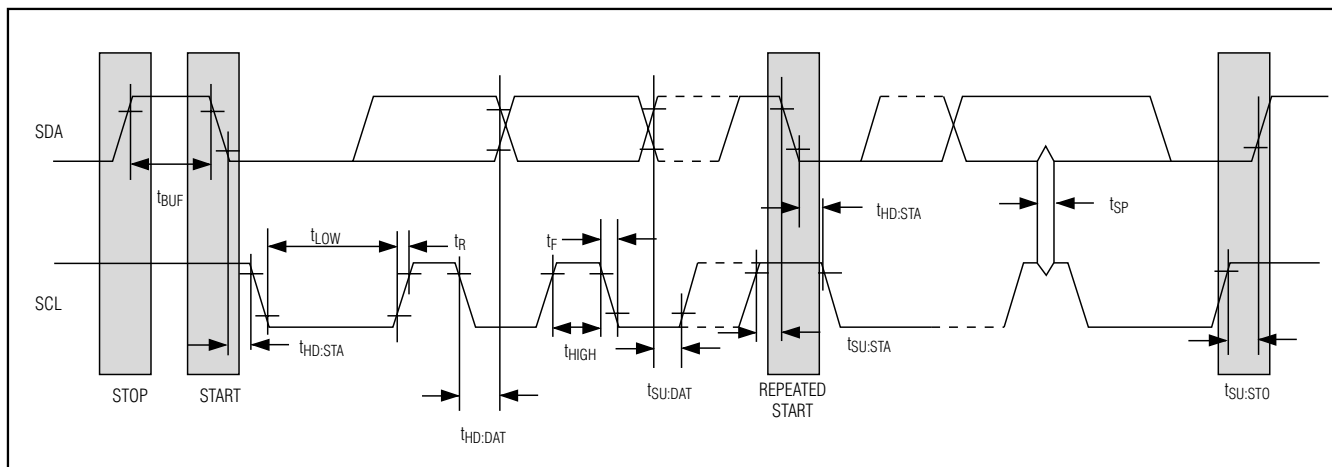 SDA
tBUF
tLOW
tR
tF
tHD:STA
tSP
SCL
tHD:STA
tHIGH
tSU:STA
tSU:DAT
tSU:STO
STOP
START
REPEATED
START
tHD:DAT